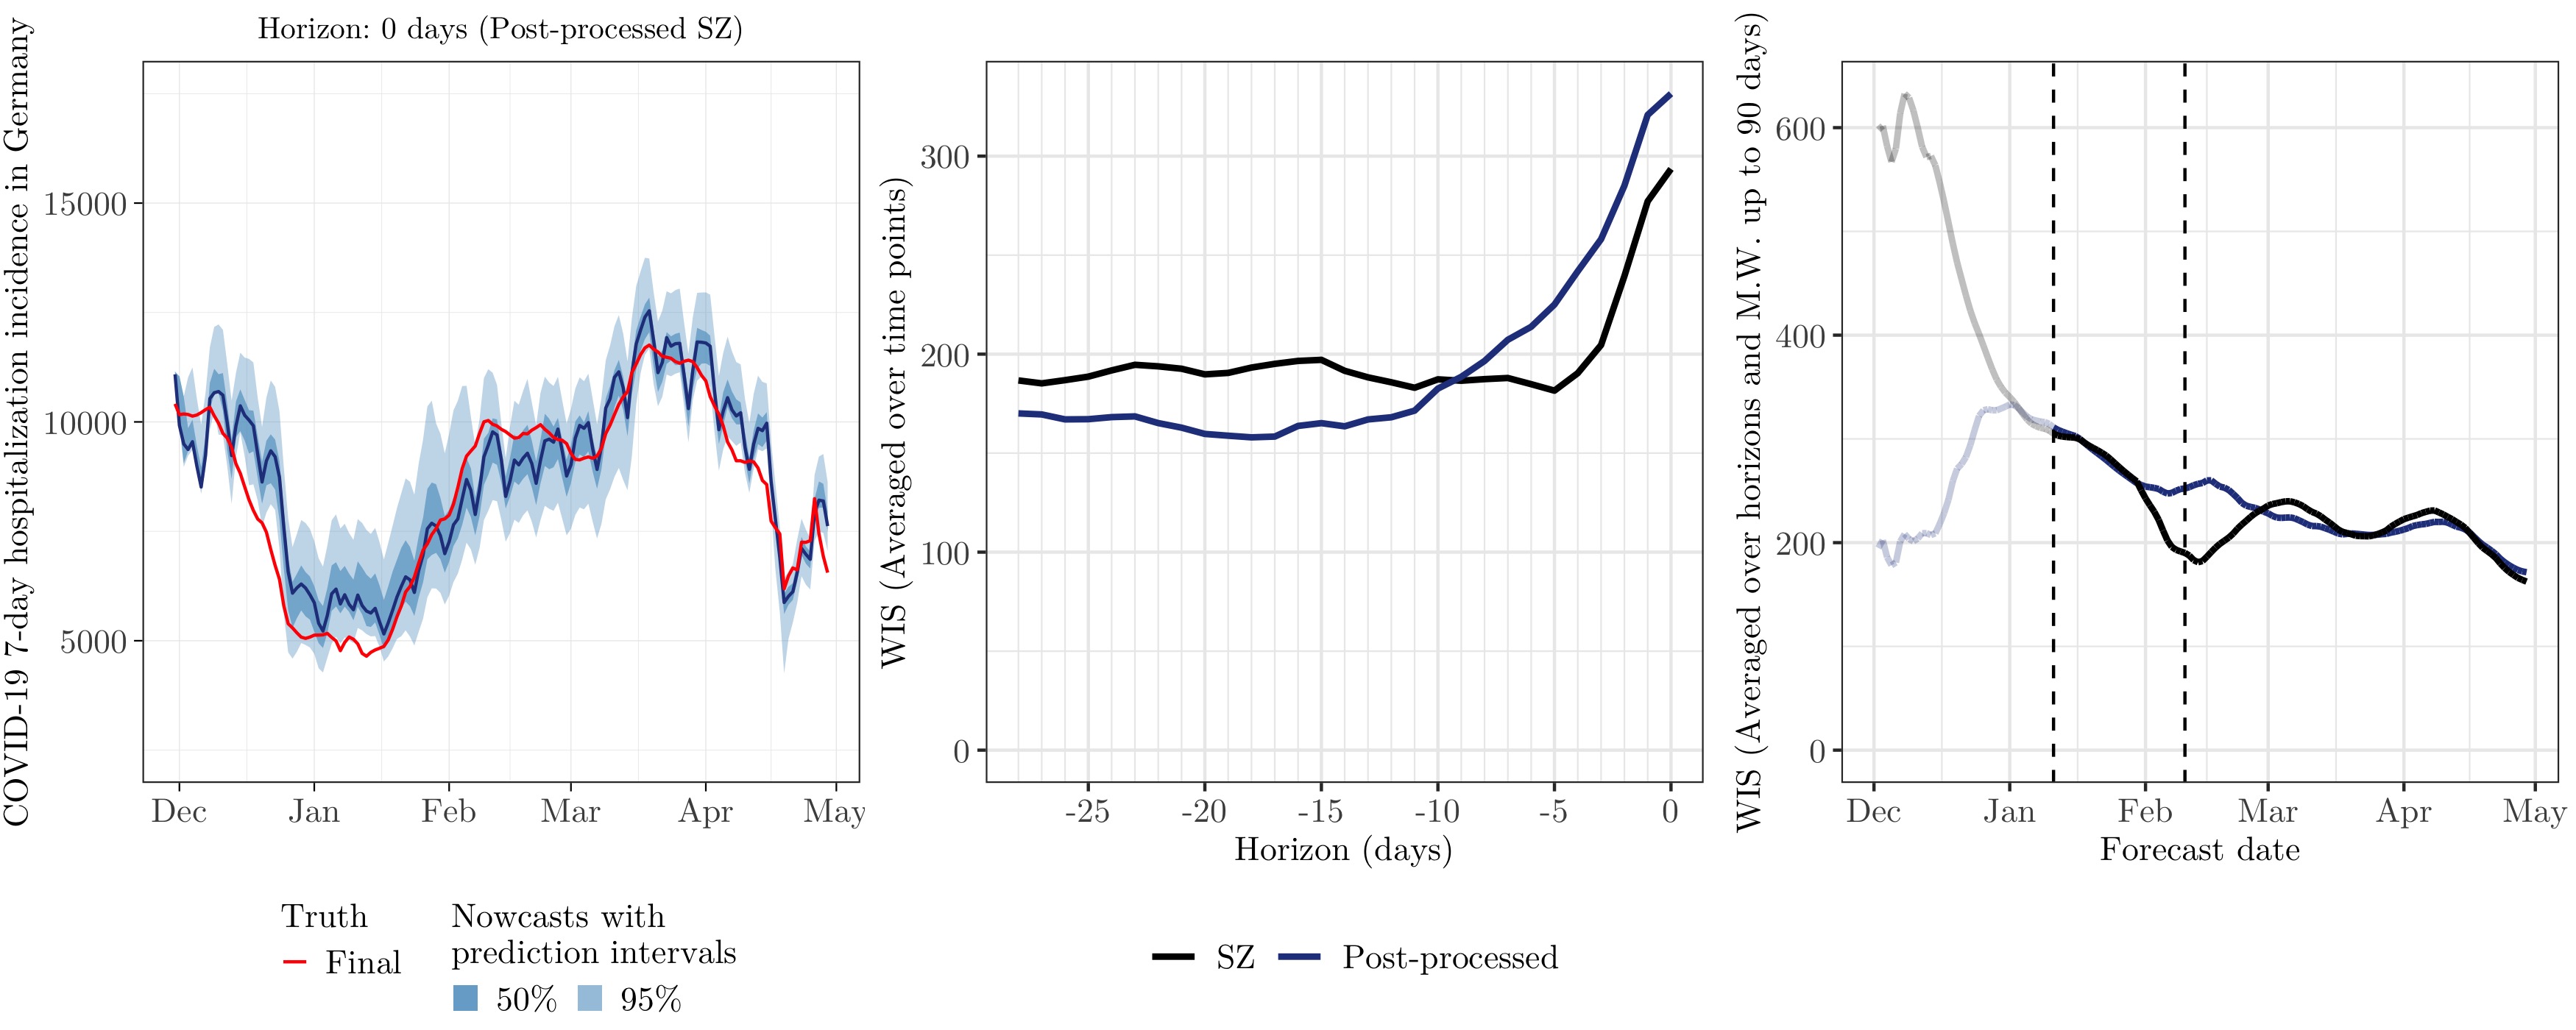 Horizon: 0 days (Post-processed SZ)
COVID-19 7-day hospitalization incidence in Germany
15000
10000
5000
Dec Jan Feb Mar Apr May
Truth
Final
Nowcasts with
prediction intervals
50% 95%
WIS (Averaged over time points)
300
200
100
0
-25 -20 -15 -10 -5 0
Horizon (days)
SZ Post-processed
WIS (Averaged over horizons and M.W. up to 90 days)
600
400
200
0
Dec Jan Feb Mar Apr May
Forecast date